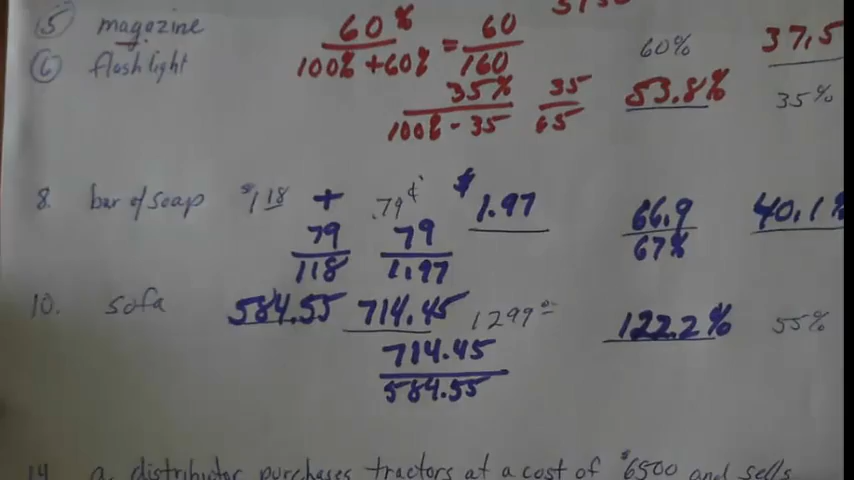 5 magazine 60% / 100% + 60% = 60 / 160 60% 37,5
6 flashlight 35% / 100% - 35 35 / 65 53.8% 35%
8. bar of soap $1 18 + .79¢ $1.97 66.9 40.1%
79 / 118 79 / 1.97 67%
10. sofa 584.55 714.45 1299 00 122.2% 55%
714.45 / 584.55
14. a distributor purchases tractors at a cost of $6500 and sells